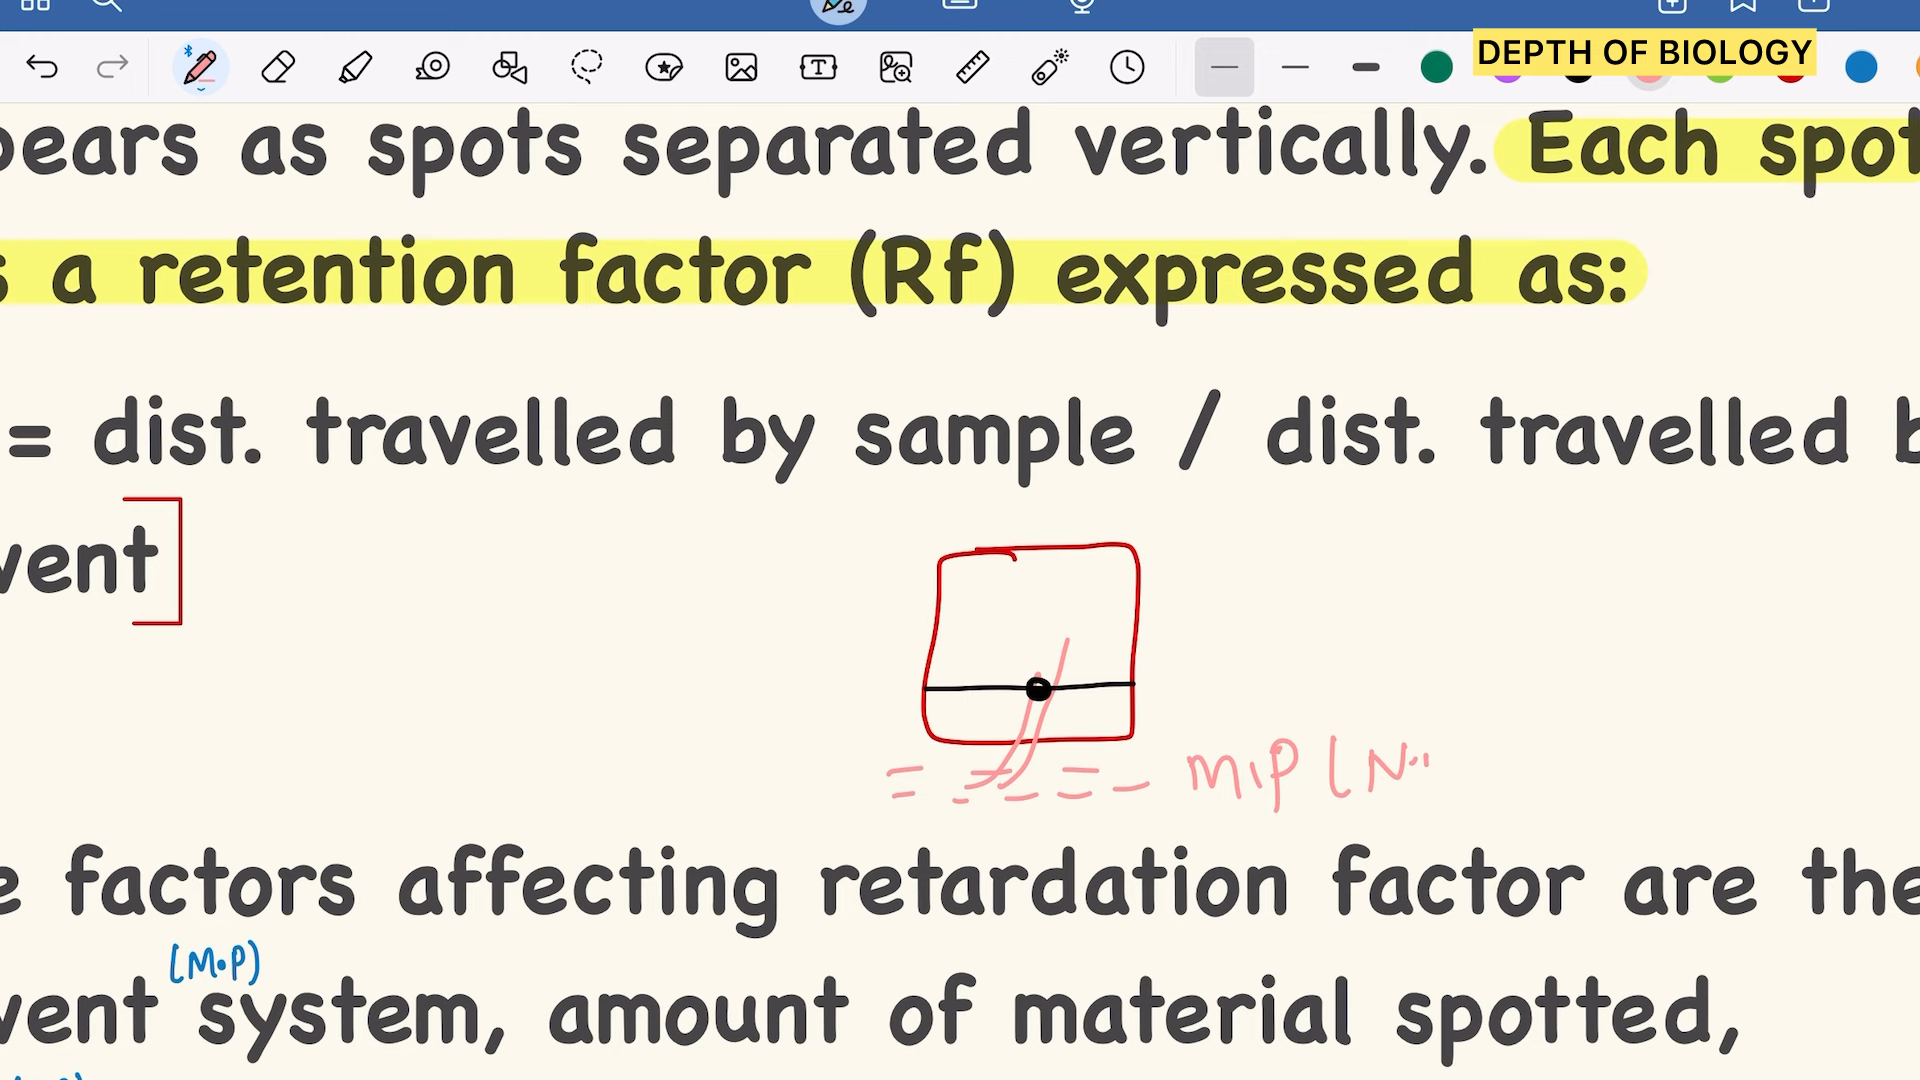 DEPTH OF BIOLOGY
pears as spots separated vertically. Each spot
s a retention factor (Rf) expressed as:
= dist. travelled by sample / dist. travelled b
vent
M.P (N.
e factors affecting retardation factor are the
(M.P)
vent system, amount of material spotted,